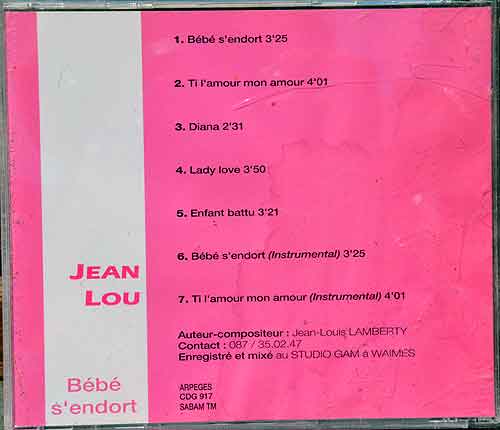 1. Bébé s'endort 3'25
2. Ti l'amour mon amour 4'01
3. Diana 2'31
4. Lady love 3'50
5. Enfant battu 3'21
6. Bébé s'endort (Instrumental) 3'25
7. Ti l'amour mon amour (Instrumental) 4'01
JEAN
LOU
Auteur-compositeur : Jean-Louis LAMBERTY
Contact : 087 / 35.02.47
Enregistré et mixé au STUDIO GAM à WAIMES
Bébé
s'endort
ARPEGES
CDG 917
SABAM TM